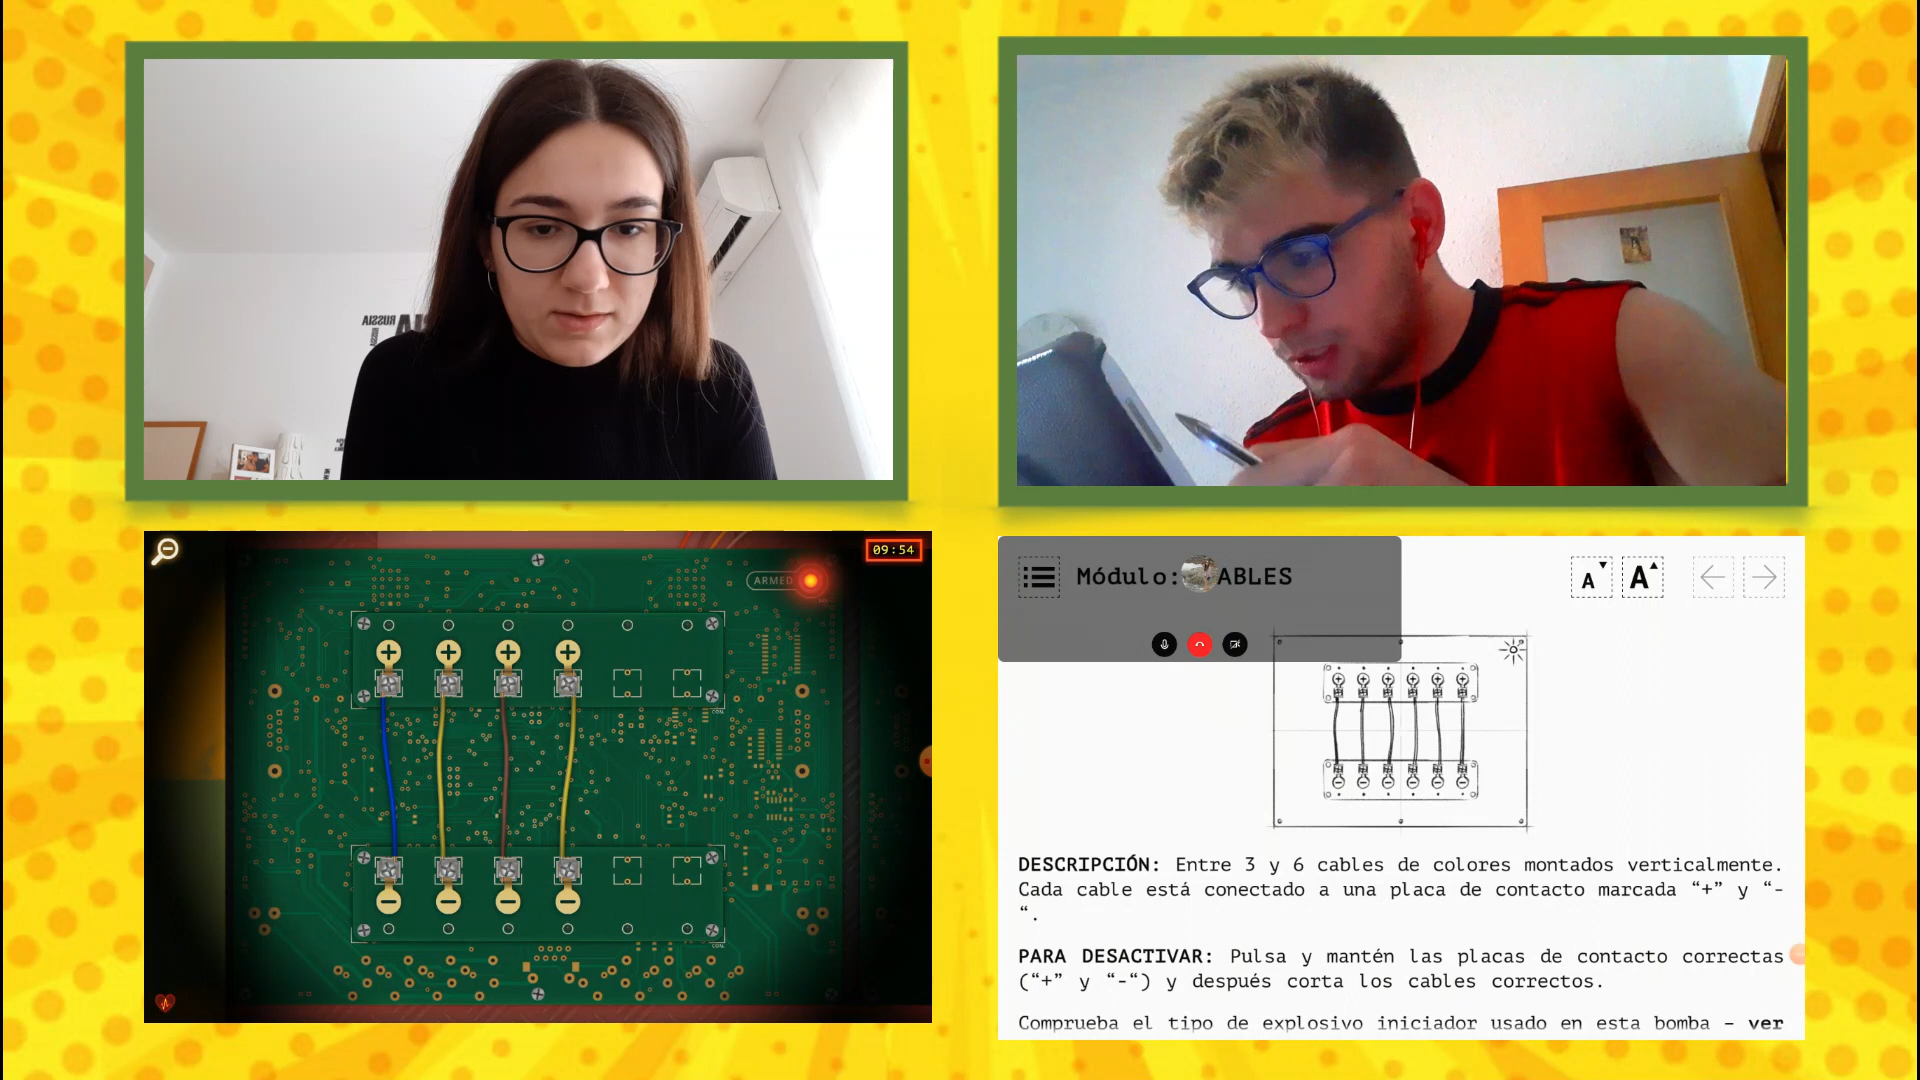 RUSSIA
09:54
ARMED
Módulo: ABLES
A A
DESCRIPCIÓN: Entre 3 y 6 cables de colores montados verticalmente.
Cada cable está conectado a una placa de contacto marcada “+” y “-
“.
PARA DESACTIVAR: Pulsa y mantén las placas de contacto correctas
(“+” y “-“) y después corta los cables correctos.
Comprueba el tipo de explosivo iniciador usado en esta bomba – ver